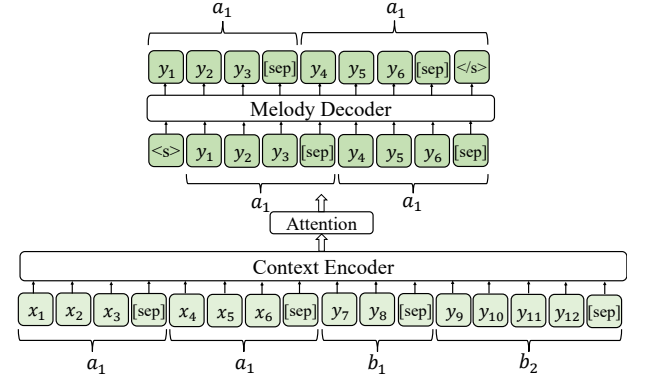 a₁ a₁
y₁ y₂ y₃ [sep] y₄ y₅ y₆ [sep] </s>
Melody Decoder
<s> y₁ y₂ y₃ [sep] y₄ y₅ y₆ [sep]
a₁ a₁
Attention
Context Encoder
x₁ x₂ x₃ [sep] x₄ x₅ x₆ [sep] y₇ y₈ [sep] y₉ y₁₀ y₁₁ y₁₂ [sep]
a₁ a₁ b₁ b₂